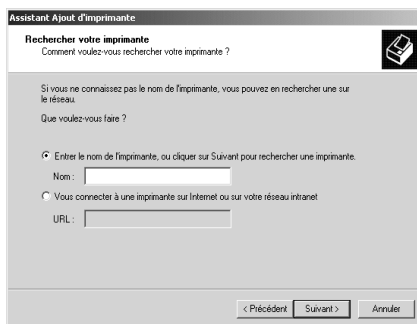 Assistant Ajout d'imprimante
Rechercher votre imprimante
Comment voulez-vous rechercher votre imprimante ?
Si vous ne connaissez pas le nom de l'imprimante, vous pouvez en rechercher une sur
le réseau.
Que voulez-vous faire ?
Entrer le nom de l'imprimante, ou cliquer sur Suivant pour rechercher une imprimante.
Nom :
Vous connecter à une imprimante sur Internet ou sur votre réseau intranet
URL :
< Précédent Suivant > Annuler